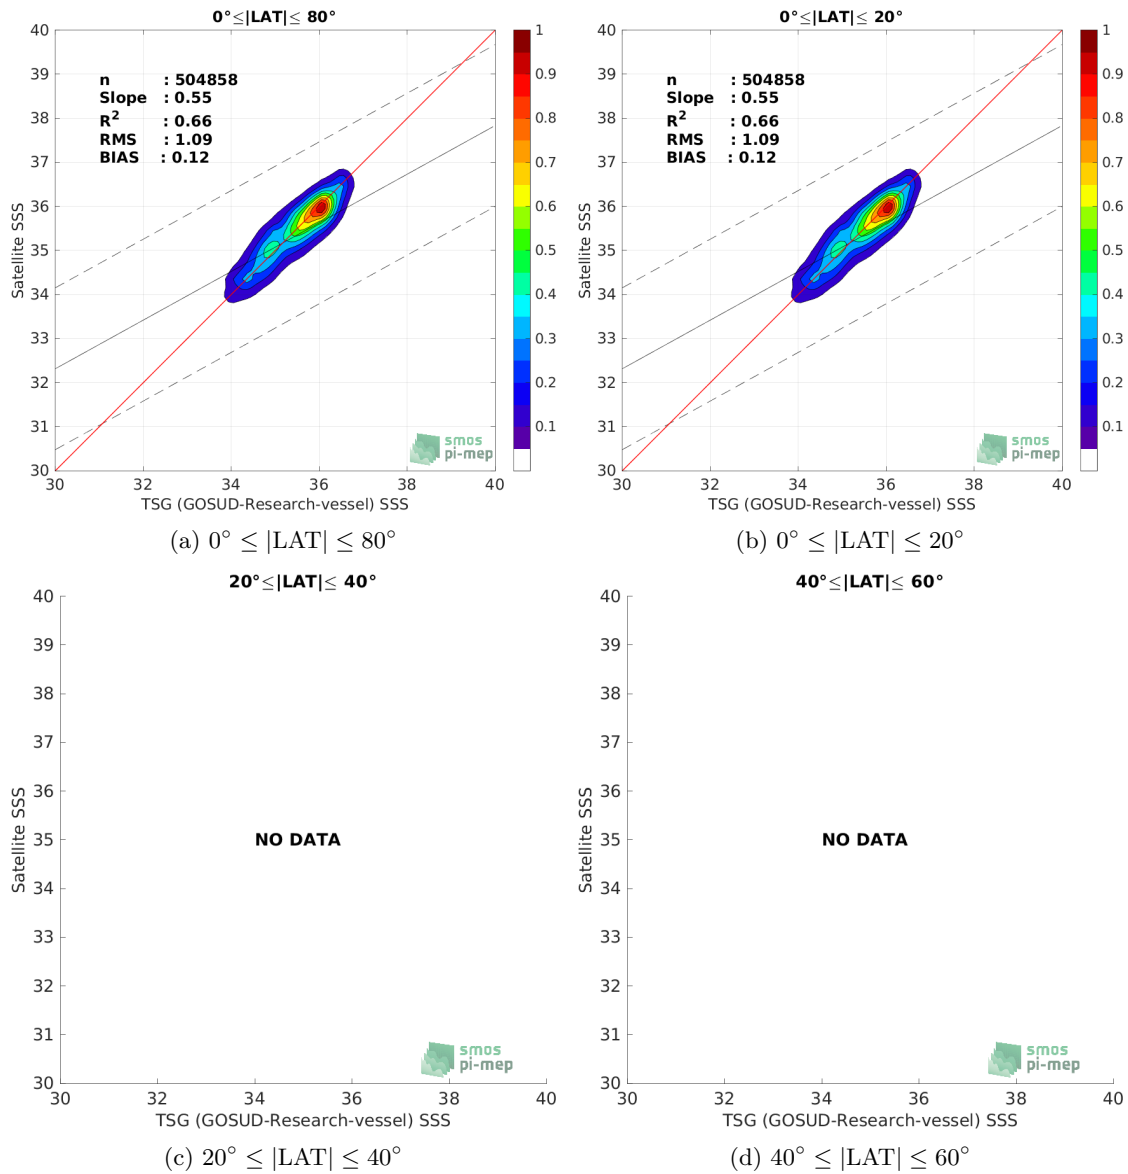 0°≤|LAT|≤ 80°
40
39
38
37
36
35
34
33
32
31
30
Satellite SSS
n : 504858
Slope : 0.55
R² : 0.66
RMS : 1.09
BIAS : 0.12
smos
pi-mep
30 32 34 36 38 40
TSG (GOSUD-Research-vessel) SSS
1
0.9
0.8
0.7
0.6
0.5
0.4
0.3
0.2
0.1
(a) 0° ≤ |LAT| ≤ 80°
0°≤|LAT|≤ 20°
40
39
38
37
36
35
34
33
32
31
30
Satellite SSS
n : 504858
Slope : 0.55
R² : 0.66
RMS : 1.09
BIAS : 0.12
smos
pi-mep
30 32 34 36 38 40
TSG (GOSUD-Research-vessel) SSS
1
0.9
0.8
0.7
0.6
0.5
0.4
0.3
0.2
0.1
(b) 0° ≤ |LAT| ≤ 20°
20°≤|LAT|≤ 40°
40
39
38
37
36
35
34
33
32
31
30
Satellite SSS
NO DATA
smos
pi-mep
30 32 34 36 38 40
TSG (GOSUD-Research-vessel) SSS
(c) 20° ≤ |LAT| ≤ 40°
40°≤|LAT|≤ 60°
40
39
38
37
36
35
34
33
32
31
30
Satellite SSS
NO DATA
smos
pi-mep
30 32 34 36 38 40
TSG (GOSUD-Research-vessel) SSS
(d) 40° ≤ |LAT| ≤ 60°